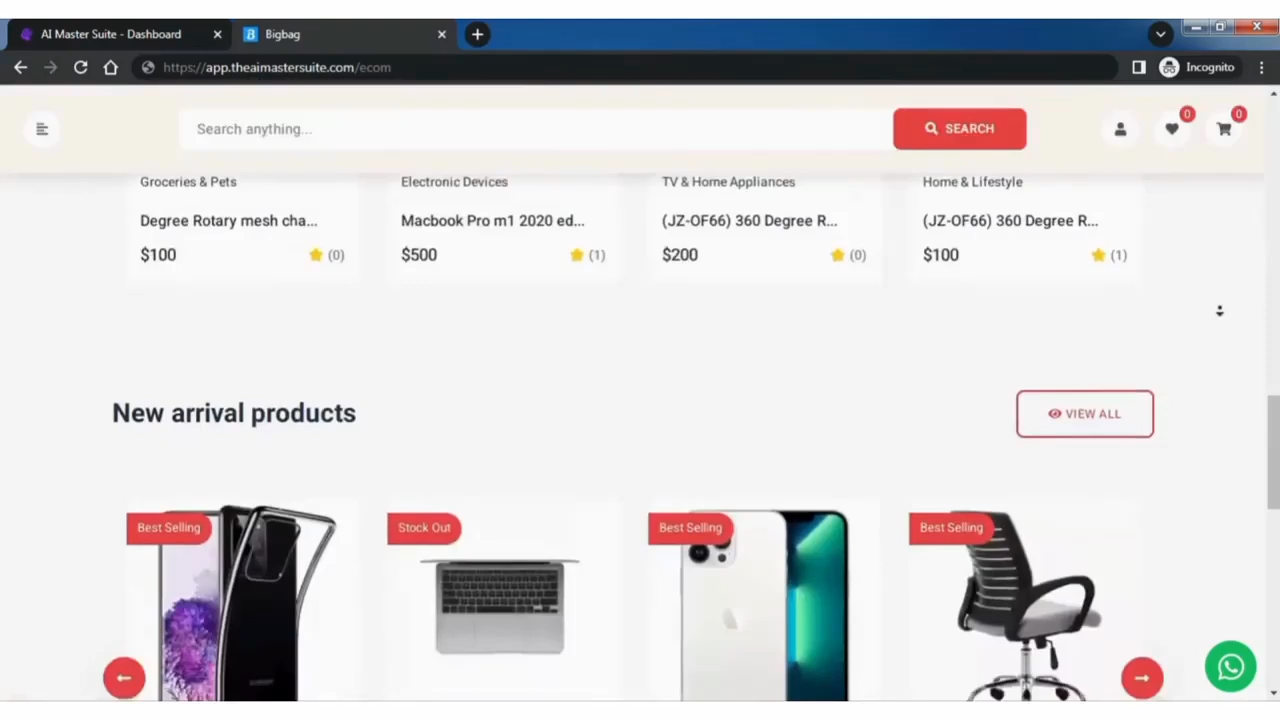 AI Master Suite - Dashboard
Bigbag
https://app.theaimastersuite.com/ecom
Incognito
Search anything...
SEARCH
0
0
Groceries & Pets
Electronic Devices
TV & Home Appliances
Home & Lifestyle
Degree Rotary mesh cha...
Macbook Pro m1 2020 ed...
(JZ-OF66) 360 Degree R...
(JZ-OF66) 360 Degree R...
$100
(0)
$500
(1)
$200
(0)
$100
(1)
New arrival products
VIEW ALL
Best Selling
Stock Out
Best Selling
Best Selling